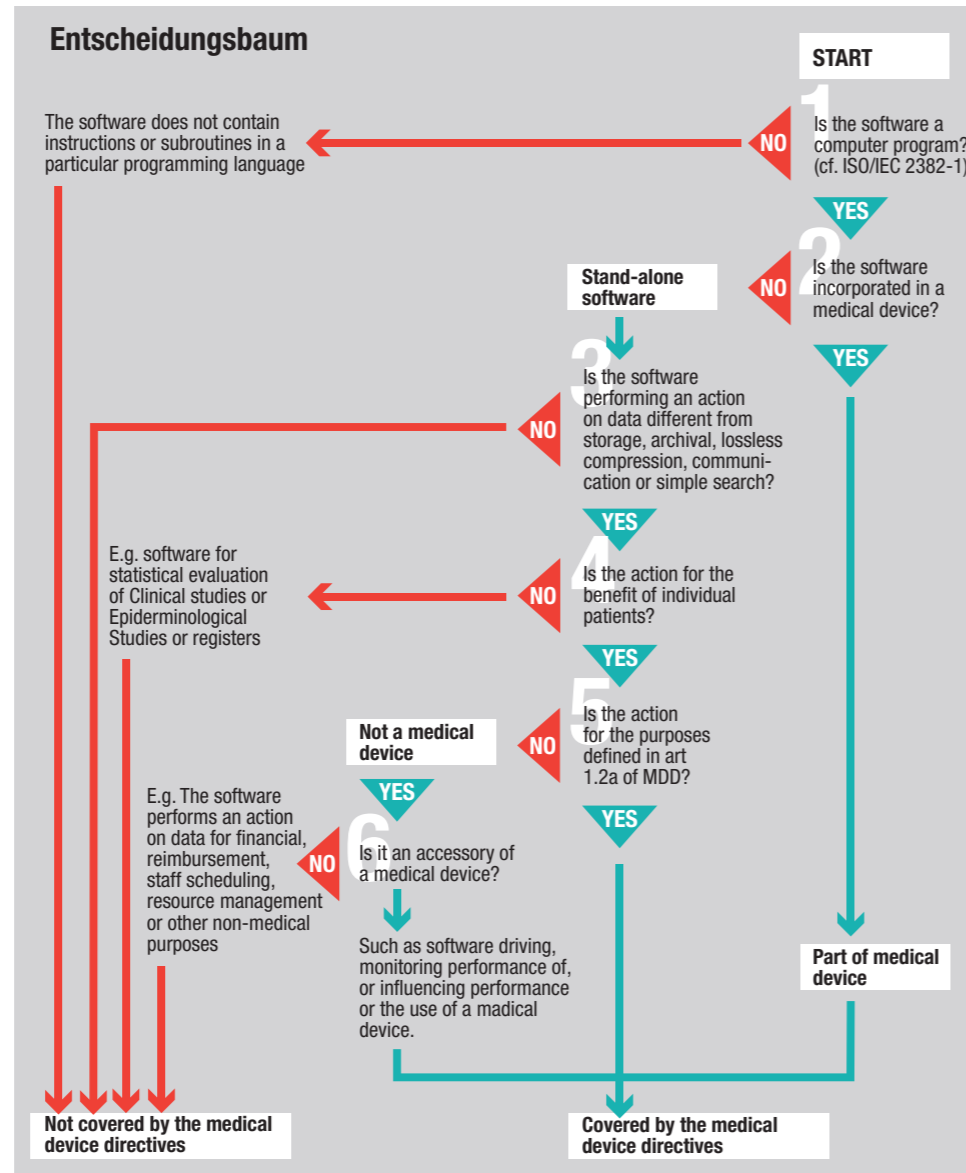 Entscheidungsbaum
START
1
Is the software a
computer program?
(cf. ISO/IEC 2382-1)
NO
The software does not contain
instructions or subroutines in a
particular programming language
YES
2
Is the software
incorporated in a
medical device?
NO
Stand-alone
software
YES
3
Is the software
performing an action
on data different from
storage, archival, lossless
compression, communi-
cation or simple search?
NO
YES
4
Is the action for the
benefit of individual
patients?
NO
E.g. software for
statistical evaluation
of Clinical studies or
Epiderminological
Studies or registers
YES
5
Is the action
for the purposes
defined in art
1.2a of MDD?
NO
Not a medical
device
YES
YES
6
Is it an accessory of
a medical device?
NO
E.g. The software
performs an action
on data for financial,
reimbursement,
staff scheduling,
resource management
or other non-medical
purposes
Such as software driving,
monitoring performance of,
or influencing performance
or the use of a madical
device.
Part of medical
device
Not covered by the medical
device directives
Covered by the medical
device directives